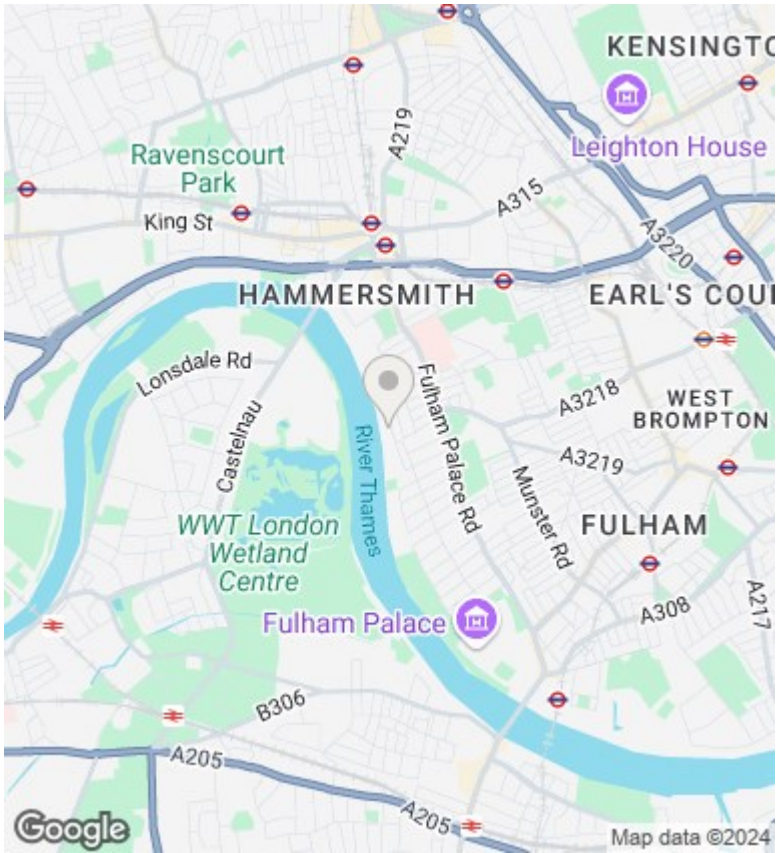 KENSINGTO
Leighton House
A219
Ravenscourt
Park
A315
King St
A3220
HAMMERSMITH
EARL'S COU
Lonsdale Rd
Fulham Palace Rd
A3218
WEST
BROMPTON
Castelnau
River Thames
A3219
Munster Rd
WWT London
Wetland
Centre
FULHAM
A308
A217
Fulham Palace
B306
A205
A205
Google
Map data ©2024